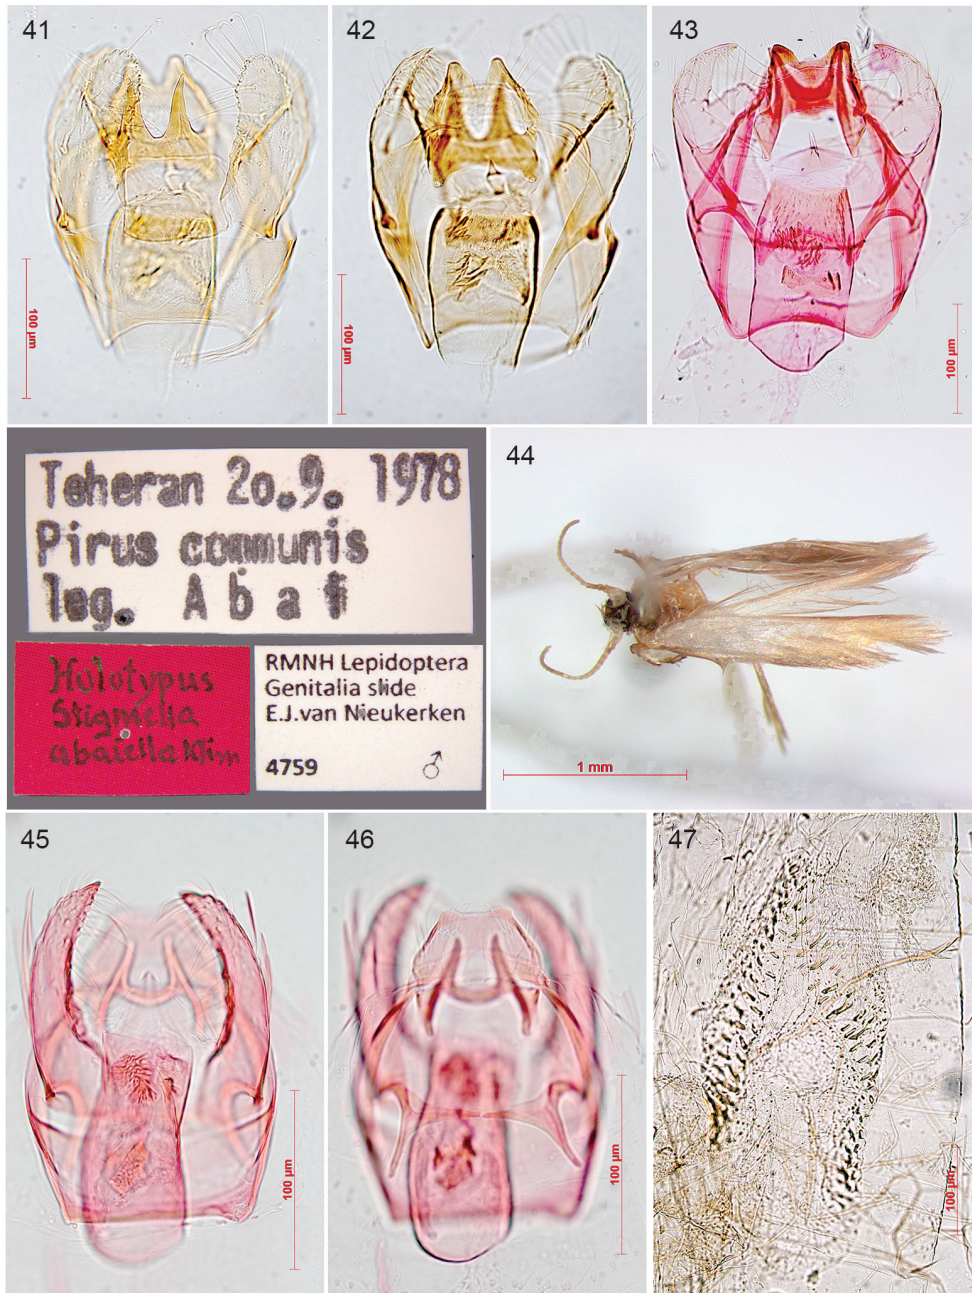 41
42
43
100 µm
100 µm
100 µm
Teheran 20.9. 1978
Pirus communis
leg. Abai
Holotypus
Stigmella
abaiella Klim
RMNH Lepidoptera
Genitalia slide
E.J.van Nieukerken
4759 ♂
44
1 mm
45
46
47
100 µm
100 µm
100 µm